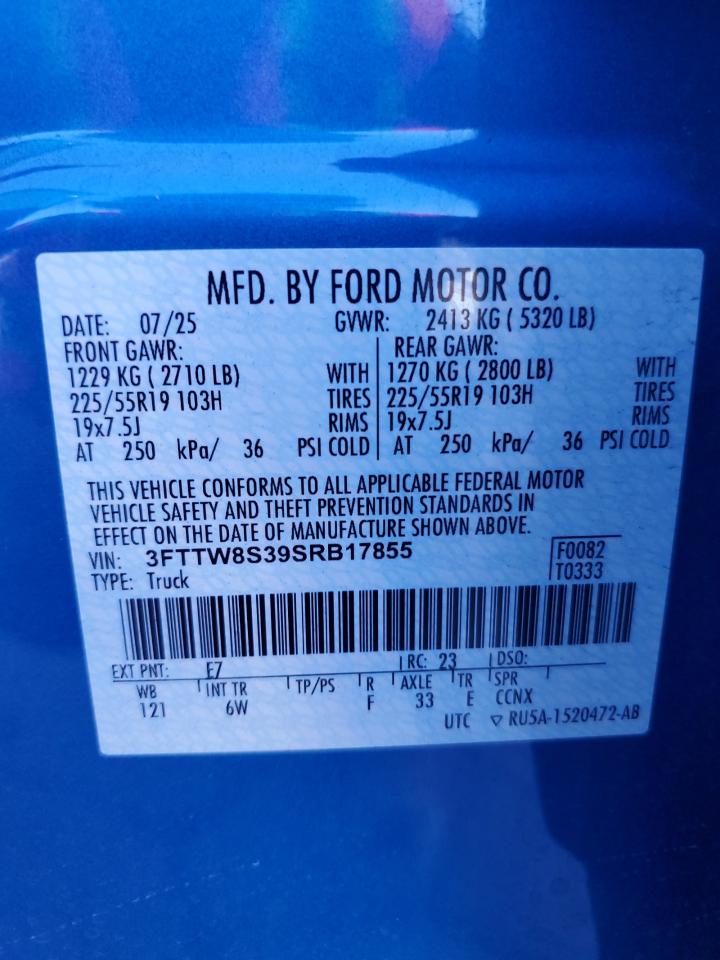 MFD. BY FORD MOTOR CO.
DATE: 07/25 GVWR: 2413 KG ( 5320 LB)
FRONT GAWR: REAR GAWR:
1229 KG ( 2710 LB) WITH 1270 KG ( 2800 LB) WITH
225/55R19 103H TIRES 225/55R19 103H TIRES
19x7.5J RIMS 19x7.5J RIMS
AT 250 kPa/ 36 PSI COLD AT 250 kPa/ 36 PSI COLD
THIS VEHICLE CONFORMS TO ALL APPLICABLE FEDERAL MOTOR
VEHICLE SAFETY AND THEFT PREVENTION STANDARDS IN
EFFECT ON THE DATE OF MANUFACTURE SHOWN ABOVE.
VIN: 3FTTW8S39SRB17855 F0082
TYPE: Truck T0333
EXT PNT: E7 RC: 23 DSO:
WB INT TR TP/PS R AXLE TR SPR
121 6W F 33 E CCNX
UTC ▽ RU5A-1520472-AB